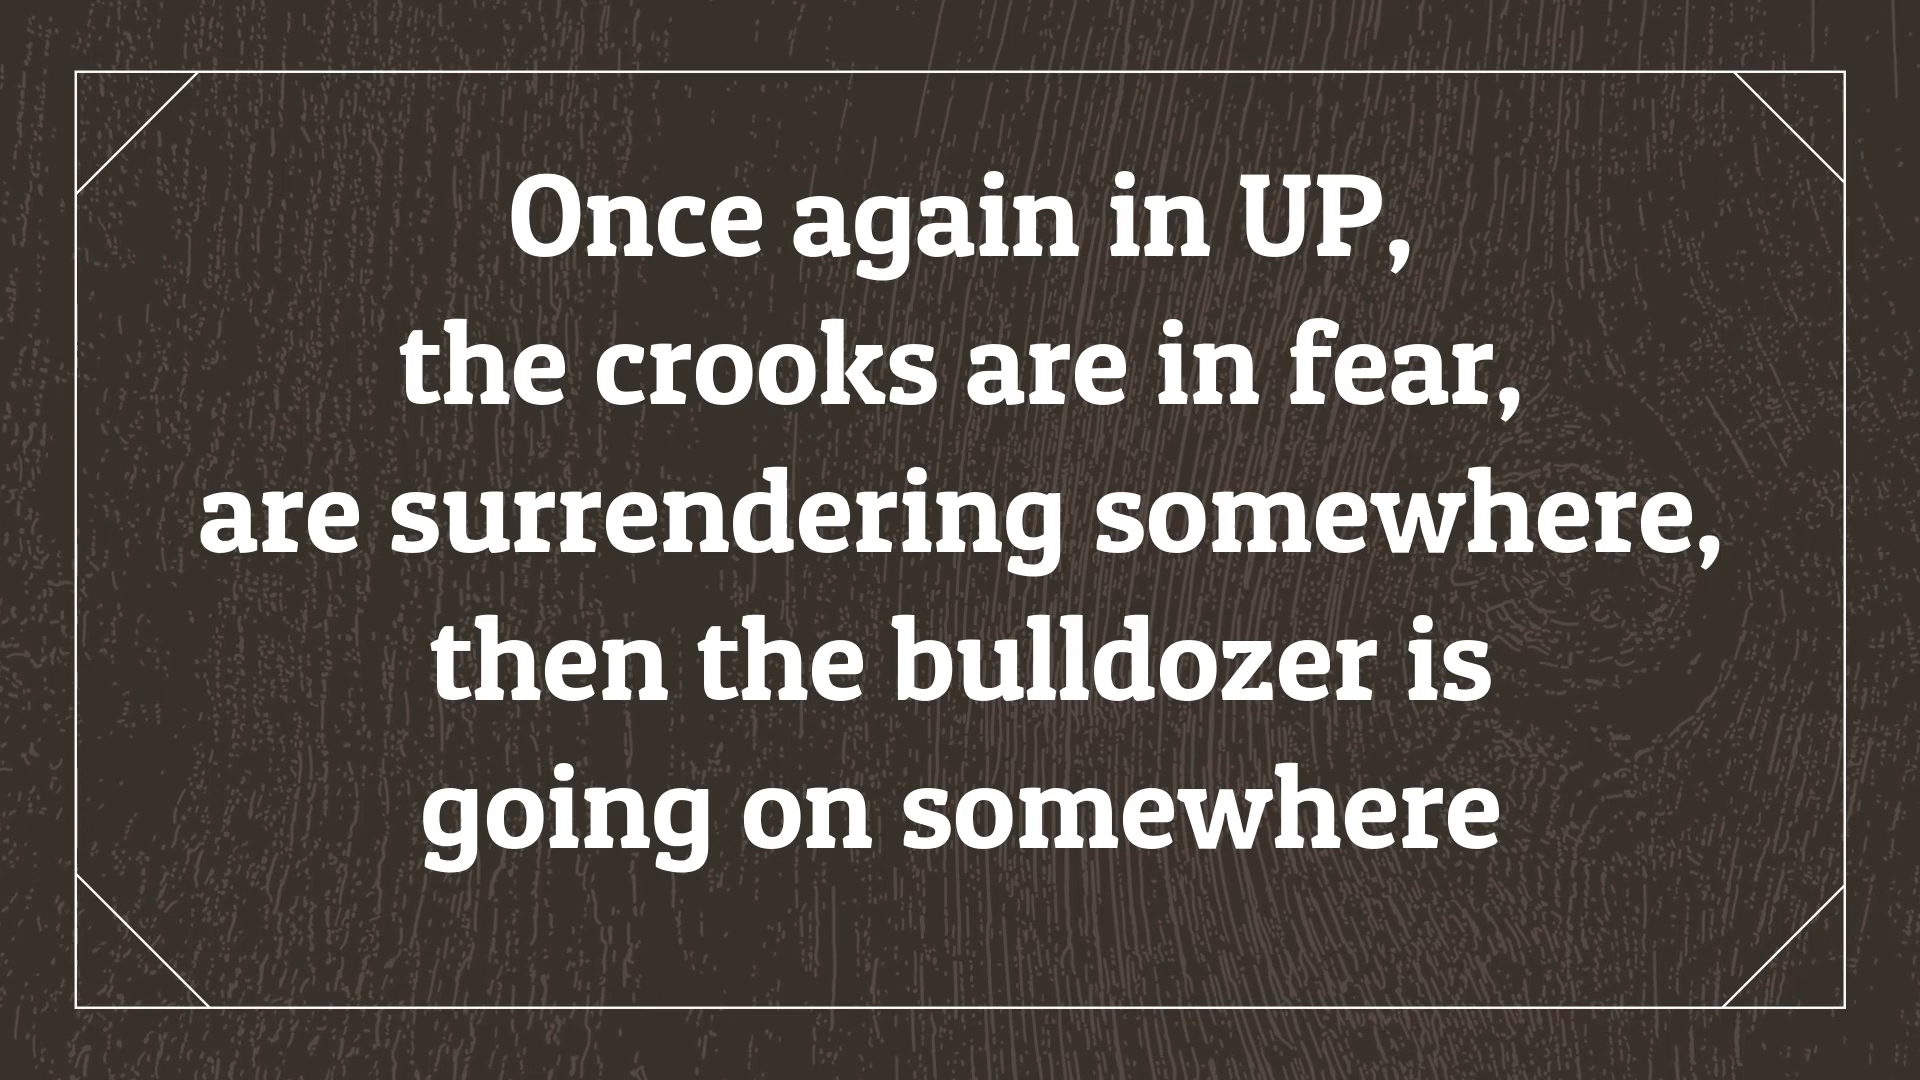 Once again in UP,
the crooks are in fear,
are surrendering somewhere,
then the bulldozer is
going on somewhere